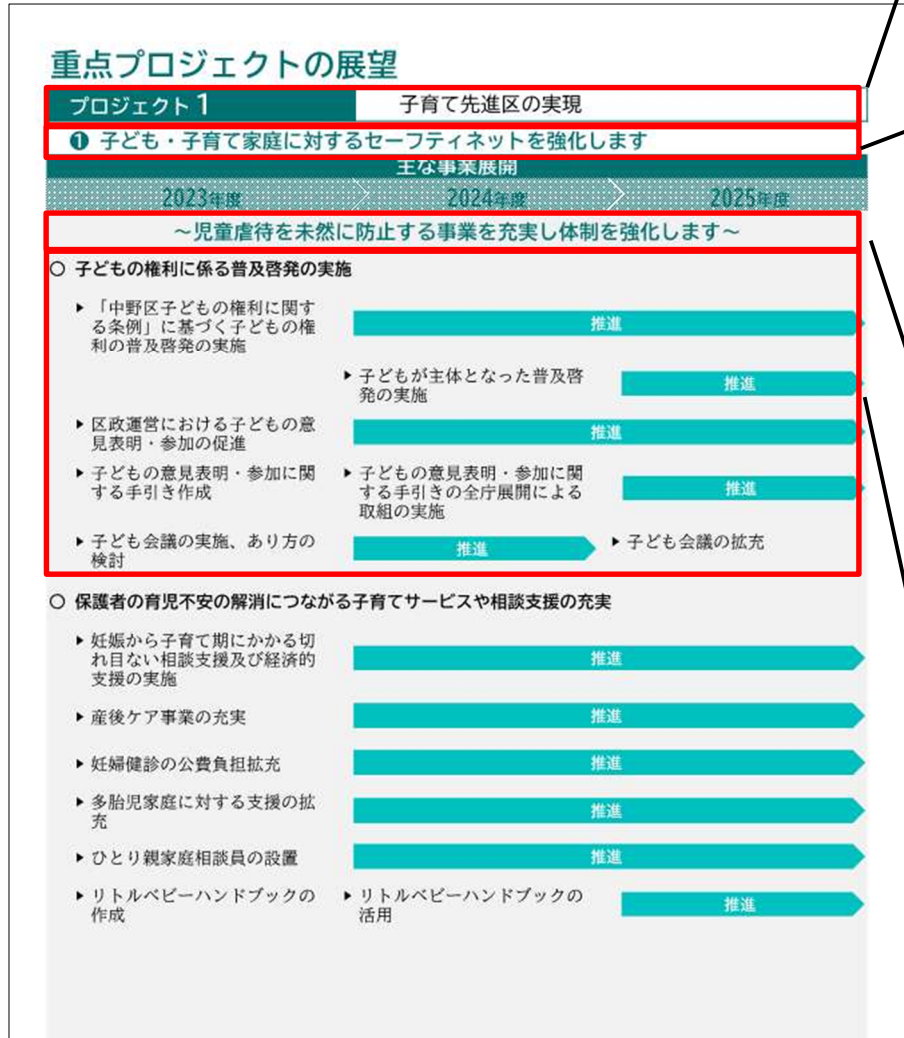 重点プロジェクトの展望
プロジェクト1 子育て先進区の実現
❶ 子ども・子育て家庭に対するセーフティネットを強化します
主な事業展開
2023年度 2024年度 2025年度
～児童虐待を未然に防止する事業を充実し体制を強化します～
○ 子どもの権利に係る普及啓発の実施
▶ 「中野区子どもの権利に関す
る条例」に基づく子どもの権
利の普及啓発の実施
推進
▶ 子どもが主体となった普及啓
発の実施
推進
▶ 区政運営における子どもの意
見表明・参加の促進
推進
▶ 子どもの意見表明・参加に関
する手引き作成
▶ 子どもの意見表明・参加に関
する手引きの全庁展開による
取組の実施
推進
▶ 子ども会議の実施、あり方の
検討
推進
▶ 子ども会議の拡充
○ 保護者の育児不安の解消につながる子育てサービスや相談支援の充実
▶ 妊娠から子育て期にかかる切
れ目ない相談支援及び経済的
支援の実施
推進
▶ 産後ケア事業の充実
推進
▶ 妊婦健診の公費負担拡充
推進
▶ 多胎児家庭に対する支援の拡
充
推進
▶ ひとり親家庭相談員の設置
推進
▶ リトルベビーハンドブックの
作成
▶ リトルベビーハンドブックの
活用
推進